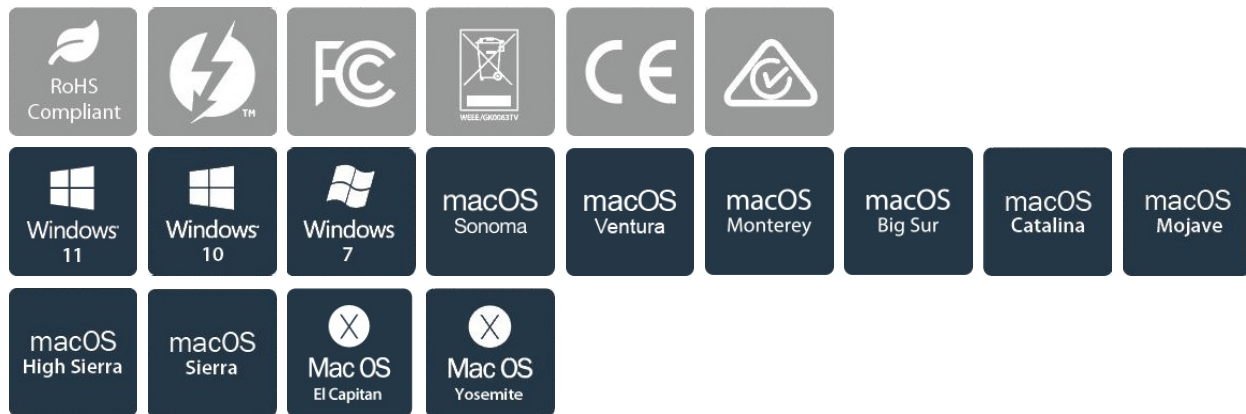 RoHS
Compliant
TM
FC
WEEE/GK0083TV
CE
Windows
11
Windows
10
Windows
7
macOS
Sonoma
macOS
Ventura
macOS
Monterey
macOS
Big Sur
macOS
Catalina
macOS
Mojave
macOS
High Sierra
macOS
Sierra
X
Mac OS
El Capitan
X
Mac OS
Yosemite